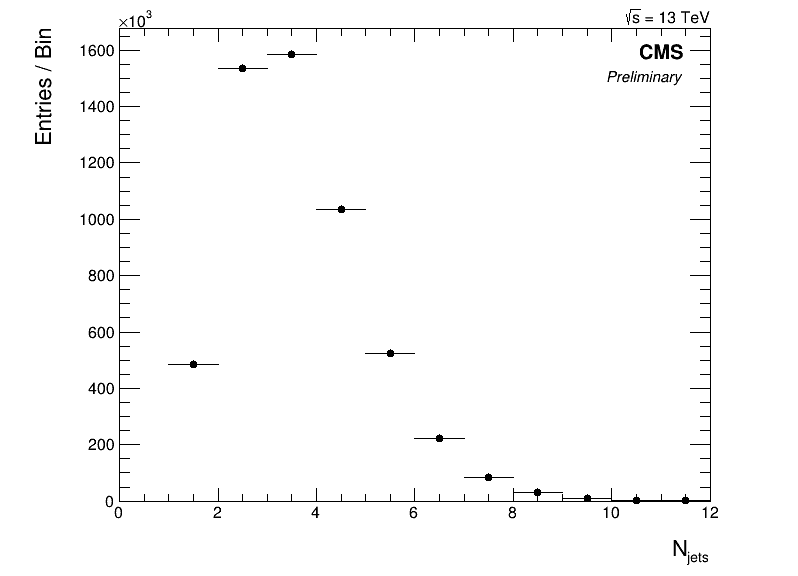 ×10³
√s = 13 TeV
CMS
Preliminary
Entries / Bin
1600
1400
1200
1000
800
600
400
200
0
0 2 4 6 8 10 12
N_jets